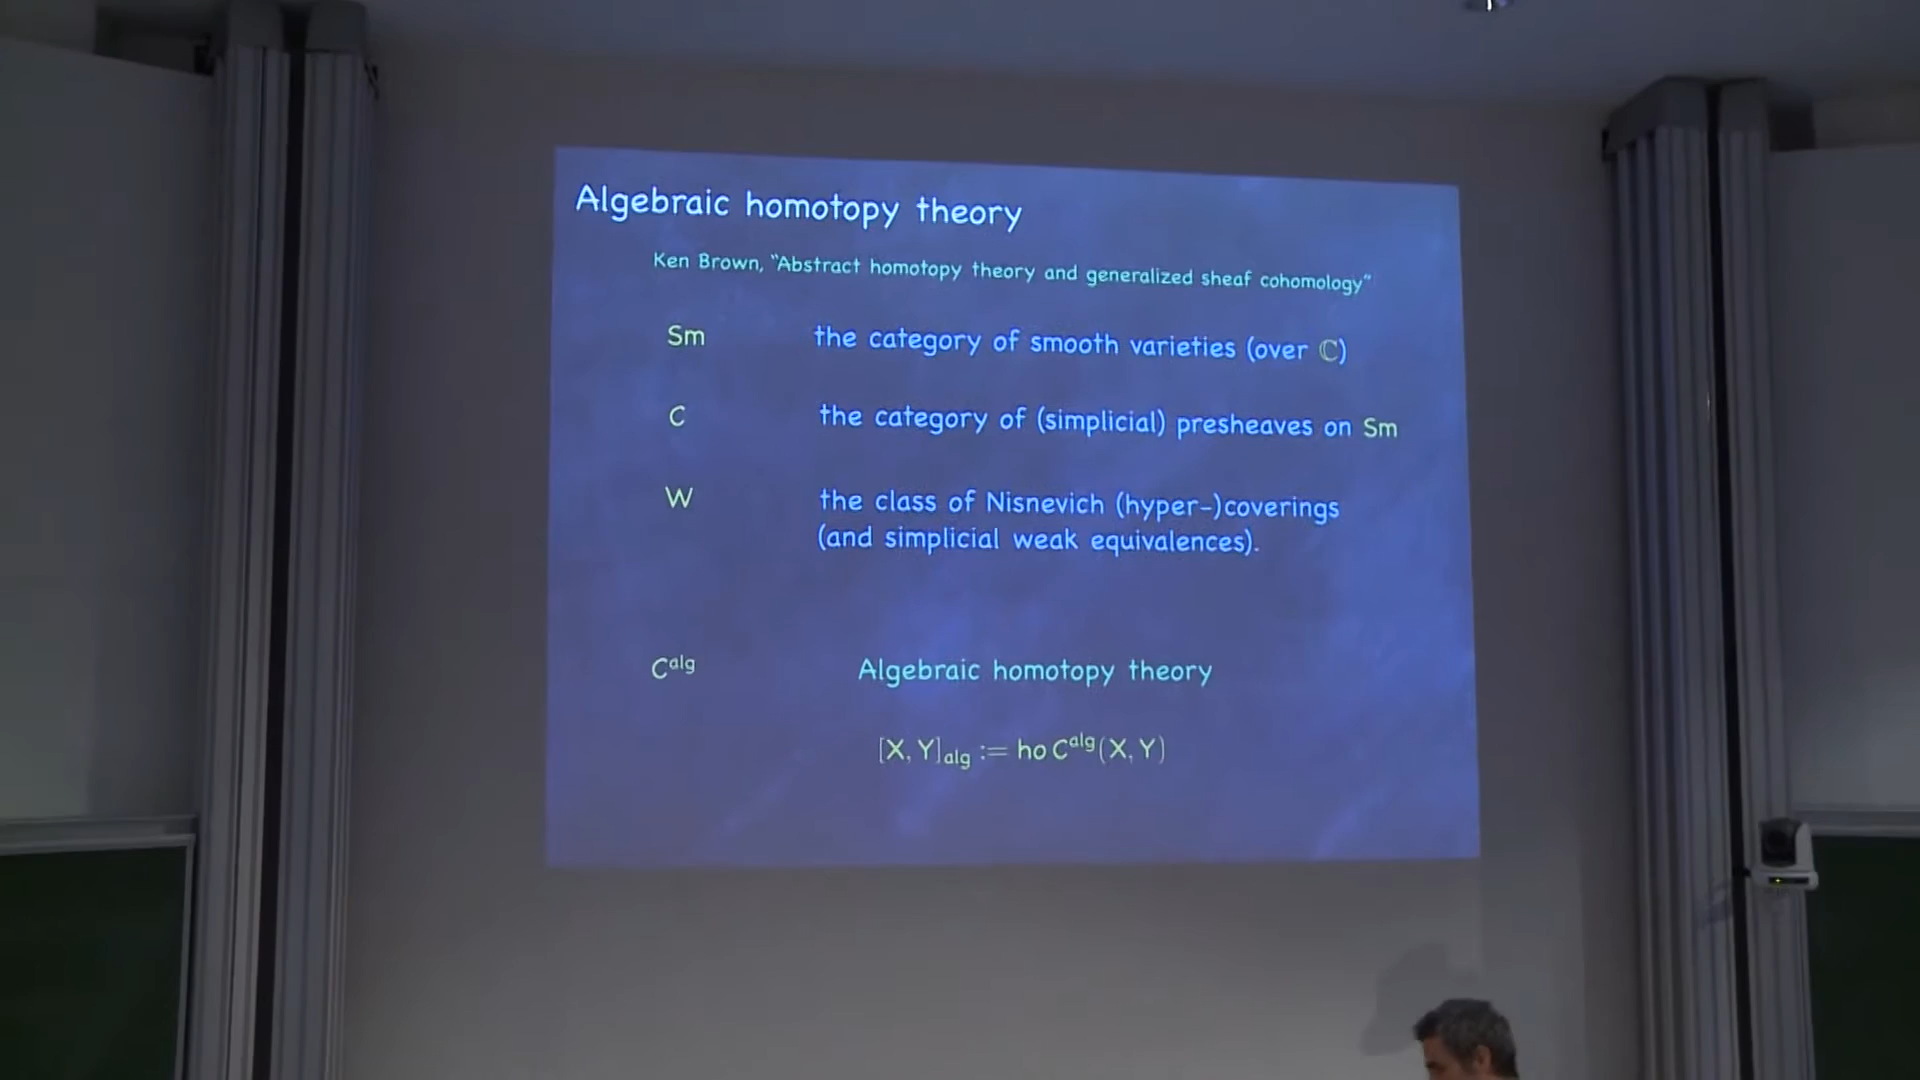 Algebraic homotopy theory
Ken Brown, "Abstract homotopy theory and generalized sheaf cohomology"
Sm the category of smooth varieties (over ℂ)
C the category of (simplicial) presheaves on Sm
W the class of Nisnevich (hyper-)coverings
(and simplicial weak equivalences).
C^alg Algebraic homotopy theory
[X, Y]_alg := ho C^alg(X, Y)